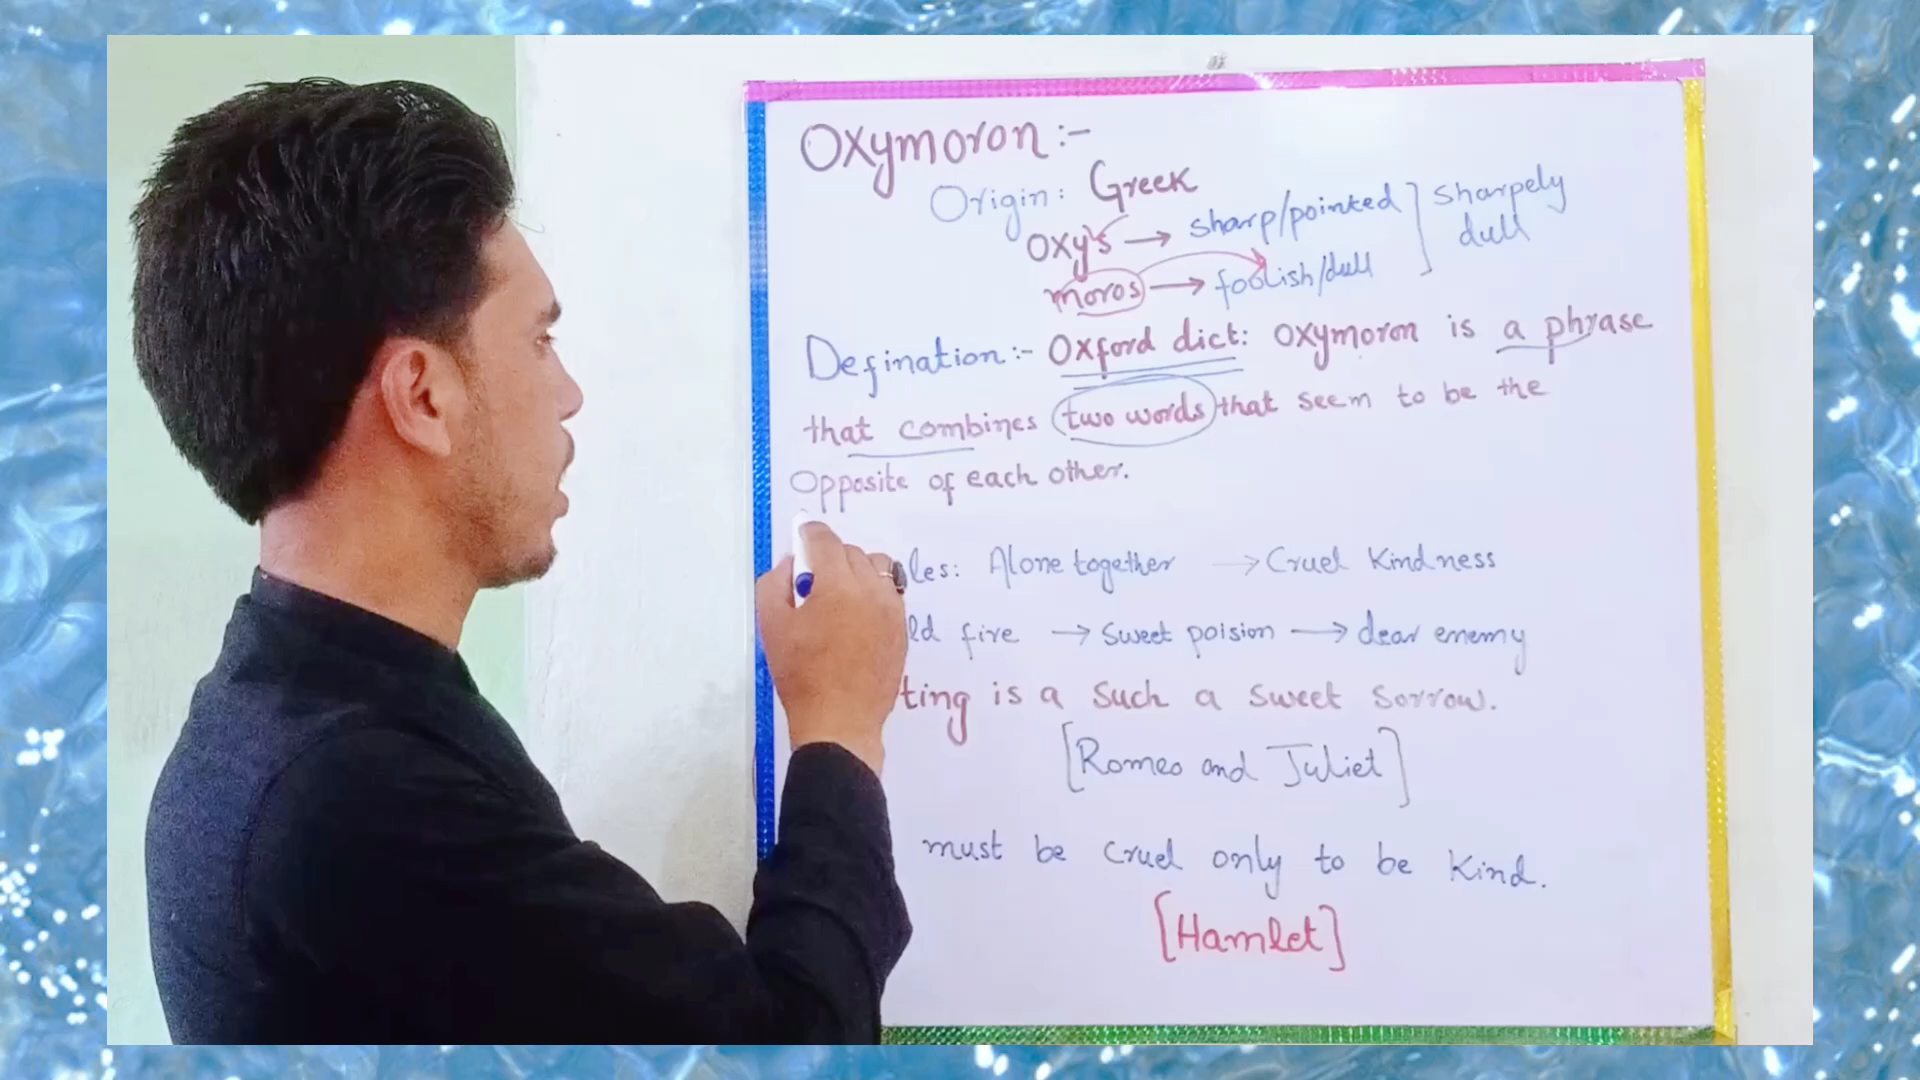 Oxymoron :-
Origin: Greek
Oxy's → sharp/pointed ] sharpely
dull
moros → foolish/dull
Defination :- Oxford dict: Oxymoron is a phrase
that combines two words that seem to be the
Opposite of each other.
les: Alone together → Cruel Kindness
ld fire → Sweet poision → dear enemy
ting is a Such a Sweet Sorrow.
[Romeo and Juliet]
must be Cruel only to be Kind.
[Hamlet]